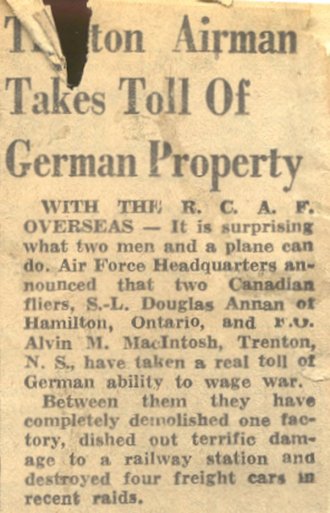 Trenton Airman
Takes Toll Of
German Property
WITH THE R. C. A. F.
OVERSEAS — It is surprising
what two men and a plane can
do. Air Force Headquarters an-
nounced that two Canadian
fliers, S.-L. Douglas Annan of
Hamilton, Ontario, and F.O.
Alvin M. MacIntosh, Trenton,
N. S., have taken a real toll of
German ability to wage war.
Between them they have
completely demolished one fac-
tory, dished out terrific dam-
age to a railway station and
destroyed four freight cars in
recent raids.